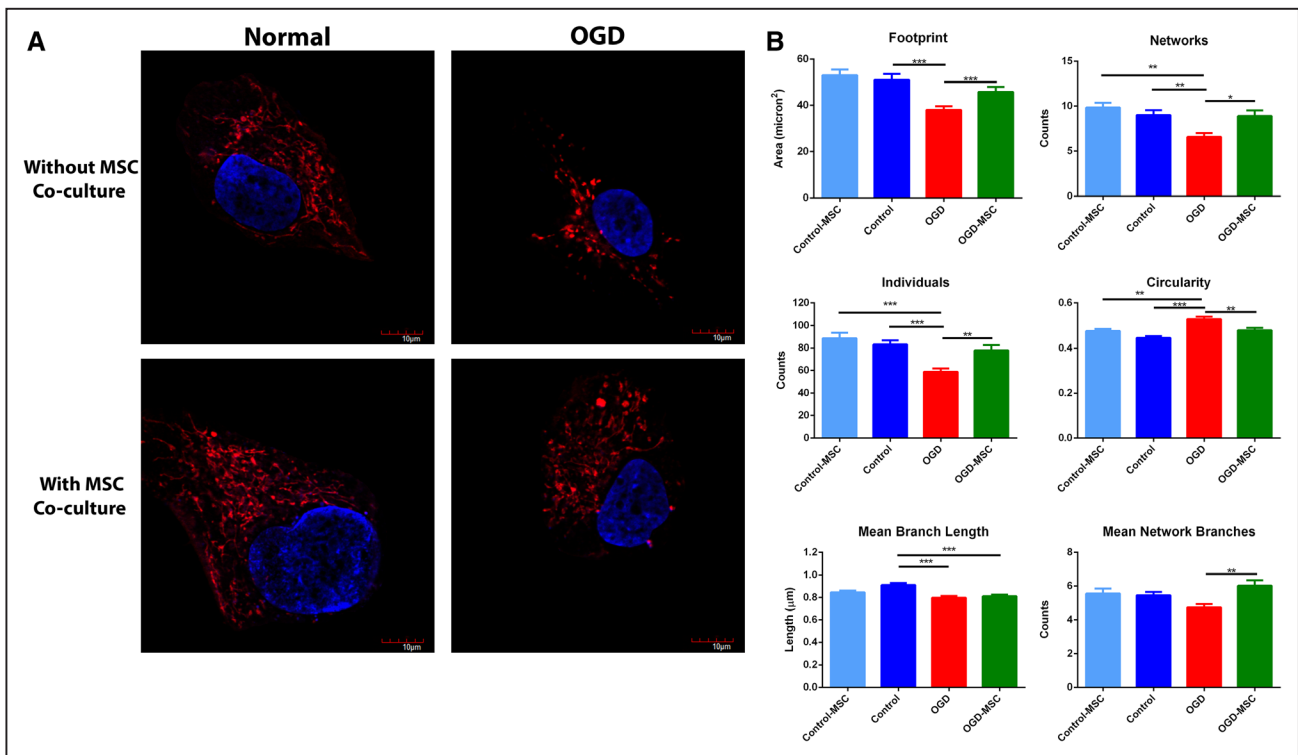 A
Normal
OGD
Without MSC
Co-culture
10µm
10µm
With MSC
Co-culture
10µm
10µm
B
Footprint
Area (micron²)
60
40
20
0
***
***
Control-MSC
Control
OGD
OGD-MSC
Networks
Counts
15
10
5
0
**
**
*
Control-MSC
Control
OGD
OGD-MSC
Individuals
Counts
120
100
80
60
40
20
0
***
***
**
Control-MSC
Control
OGD
OGD-MSC
Circularity
0.6
0.4
0.2
0.0
**
***
**
Control-MSC
Control
OGD
OGD-MSC
Mean Branch Length
Length (µm)
1.2
1.0
0.8
0.6
0.4
0.2
0.0
***
***
Control-MSC
Control
OGD
OGD-MSC
Mean Network Branches
Counts
8
6
4
2
0
**
Control-MSC
Control
OGD
OGD-MSC